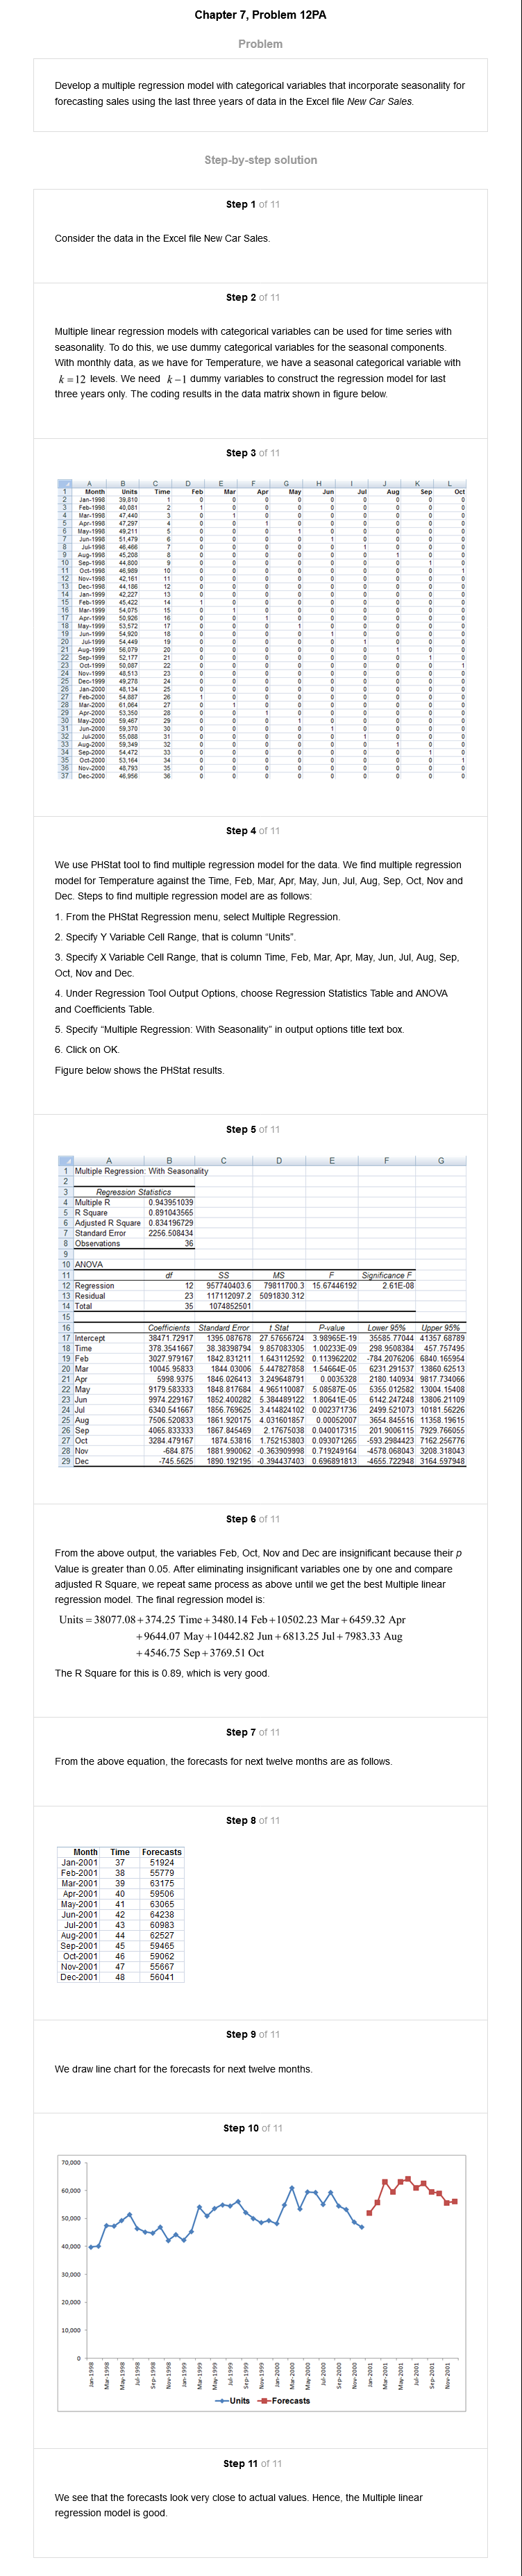 Chapter 7, Problem 12PA
Problem
Develop a multiple regression model with categorical variables that incorporate seasonality for
forecasting sales using the last three years of data in the Excel file New Car Sales.
Step-by-step solution
Step 1 of 11
Consider the data in the Excel file New Car Sales.
Step 2 of 11
Multiple linear regression models with categorical variables can be used for time series with
seasonality. To do this, we use dummy categorical variables for the seasonal components.
With monthly data, as we have for Temperature, we have a seasonal categorical variable with
k = 12 levels. We need k − 1 dummy variables to construct the regression model for last
three years only. The coding results in the data matrix shown in figure below.
Step 3 of 11
A B C D E F G H I J K L
1 Month Units Time Feb Mar Apr May Jun Jul Aug Sep Oct
2 Jan-1998 39,810 1 0 0 0 0 0 0 0 0 0
3 Feb-1998 40,081 2 1 0 0 0 0 0 0 0 0
4 Mar-1998 47,440 3 0 1 0 0 0 0 0 0 0
5 Apr-1998 47,297 4 0 0 1 0 0 0 0 0 0
6 May-1998 49,211 5 0 0 0 1 0 0 0 0 0
7 Jun-1998 51,479 6 0 0 0 0 1 0 0 0 0
8 Jul-1998 46,466 7 0 0 0 0 0 1 0 0 0
9 Aug-1998 45,208 8 0 0 0 0 0 0 1 0 0
10 Sep-1998 44,800 9 0 0 0 0 0 0 0 1 0
11 Oct-1998 46,989 10 0 0 0 0 0 0 0 0 1
12 Nov-1998 42,161 11 0 0 0 0 0 0 0 0 0
13 Dec-1998 44,186 12 0 0 0 0 0 0 0 0 0
14 Jan-1999 42,227 13 0 0 0 0 0 0 0 0 0
15 Feb-1999 45,422 14 1 0 0 0 0 0 0 0 0
16 Mar-1999 54,075 15 0 1 0 0 0 0 0 0 0
17 Apr-1999 50,926 16 0 0 1 0 0 0 0 0 0
18 May-1999 53,572 17 0 0 0 1 0 0 0 0 0
19 Jun-1999 54,920 18 0 0 0 0 1 0 0 0 0
20 Jul-1999 54,449 19 0 0 0 0 0 1 0 0 0
21 Aug-1999 56,079 20 0 0 0 0 0 0 1 0 0
22 Sep-1999 52,177 21 0 0 0 0 0 0 0 1 0
23 Oct-1999 50,087 22 0 0 0 0 0 0 0 0 1
24 Nov-1999 48,513 23 0 0 0 0 0 0 0 0 0
25 Dec-1999 49,278 24 0 0 0 0 0 0 0 0 0
26 Jan-2000 48,134 25 0 0 0 0 0 0 0 0 0
27 Feb-2000 54,887 26 1 0 0 0 0 0 0 0 0
28 Mar-2000 61,064 27 0 1 0 0 0 0 0 0 0
29 Apr-2000 53,350 28 0 0 1 0 0 0 0 0 0
30 May-2000 59,467 29 0 0 0 1 0 0 0 0 0
31 Jun-2000 59,370 30 0 0 0 0 1 0 0 0 0
32 Jul-2000 55,088 31 0 0 0 0 0 1 0 0 0
33 Aug-2000 59,349 32 0 0 0 0 0 0 1 0 0
34 Sep-2000 54,472 33 0 0 0 0 0 0 0 1 0
35 Oct-2000 53,164 34 0 0 0 0 0 0 0 0 1
36 Nov-2000 48,793 35 0 0 0 0 0 0 0 0 0
37 Dec-2000 46,956 36 0 0 0 0 0 0 0 0 0
Step 4 of 11
We use PHStat tool to find multiple regression model for the data. We find multiple regression
model for Temperature against the Time, Feb, Mar, Apr, May, Jun, Jul, Aug, Sep, Oct, Nov and
Dec. Steps to find multiple regression model are as follows:
1. From the PHStat Regression menu, select Multiple Regression.
2. Specify Y Variable Cell Range, that is column “Units”.
3. Specify X Variable Cell Range, that is column Time, Feb, Mar, Apr, May, Jun, Jul, Aug, Sep,
Oct, Nov and Dec.
4. Under Regression Tool Output Options, choose Regression Statistics Table and ANOVA
and Coefficients Table.
5. Specify “Multiple Regression: With Seasonality” in output options title text box.
6. Click on OK.
Figure below shows the PHStat results.
Step 5 of 11
A B C D E F G
1 Multiple Regression: With Seasonality
2
3 Regression Statistics
4 Multiple R 0.943951039
5 R Square 0.891043565
6 Adjusted R Square 0.834196729
7 Standard Error 2256.508434
8 Observations 36
9
10 ANOVA
11 df SS MS F Significance F
12 Regression 12 957740403.6 79811700.3 15.67446192 2.61E-08
13 Residual 23 117112097.2 5091830.312
14 Total 35 1074852501
15
16 Coefficients Standard Error t Stat P-value Lower 95% Upper 95%
17 Intercept 38471.72917 1395.087678 27.57656724 3.98965E-19 35585.77044 41357.68789
18 Time 378.3541667 38.38398794 9.857083305 1.00233E-09 298.9508384 457.757495
19 Feb 3027.979167 1842.831211 1.643112592 0.113962202 -784.2076206 6840.165954
20 Mar 10045.95833 1844.03006 5.447827858 1.54664E-05 6231.291537 13860.62513
21 Apr 5998.9375 1846.026413 3.249648791 0.0035328 2180.140934 9817.734066
22 May 9179.583333 1848.817684 4.965110087 5.08587E-05 5355.012582 13004.15408
23 Jun 9974.229167 1852.400282 5.384489122 1.80641E-05 6142.247248 13806.21109
24 Jul 6340.541667 1856.769625 3.414824102 0.002371736 2499.521073 10181.56226
25 Aug 7506.520833 1861.920175 4.031601857 0.00052007 3654.845516 11358.19615
26 Sep 4065.833333 1867.845469 2.17675038 0.040017315 201.9006115 7929.766055
27 Oct 3284.479167 1874.53816 1.752153803 0.093071265 -593.2984423 7162.256776
28 Nov -684.875 1881.990062 -0.363909998 0.719249164 -4578.068043 3208.318043
29 Dec -745.5625 1890.192195 -0.394437403 0.696891813 -4655.722948 3164.597948
Step 6 of 11
From the above output, the variables Feb, Oct, Nov and Dec are insignificant because their p
Value is greater than 0.05. After eliminating insignificant variables one by one and compare
adjusted R Square, we repeat same process as above until we get the best Multiple linear
regression model. The final regression model is:
Units = 38077.08 + 374.25 Time + 3480.14 Feb + 10502.23 Mar + 6459.32 Apr
+ 9644.07 May + 10442.82 Jun + 6813.25 Jul + 7983.33 Aug
+ 4546.75 Sep + 3769.51 Oct
The R Square for this is 0.89, which is very good.
Step 7 of 11
From the above equation, the forecasts for next twelve months are as follows.
Step 8 of 11
Month Time Forecasts
Jan-2001 37 51924
Feb-2001 38 55779
Mar-2001 39 63175
Apr-2001 40 59506
May-2001 41 63065
Jun-2001 42 64238
Jul-2001 43 60983
Aug-2001 44 62527
Sep-2001 45 59465
Oct-2001 46 59062
Nov-2001 47 55667
Dec-2001 48 56041
Step 9 of 11
We draw line chart for the forecasts for next twelve months.
Step 10 of 11
70,000
60,000
50,000
40,000
30,000
20,000
10,000
0
Jan-1998 Mar-1998 May-1998 Jul-1998 Sep-1998 Nov-1998 Jan-1999 Mar-1999 May-1999 Jul-1999 Sep-1999 Nov-1999 Jan-2000 Mar-2000 May-2000 Jul-2000 Sep-2000 Nov-2000 Jan-2001 Mar-2001 May-2001 Jul-2001 Sep-2001 Nov-2001
Units Forecasts
Step 11 of 11
We see that the forecasts look very close to actual values. Hence, the Multiple linear
regression model is good.